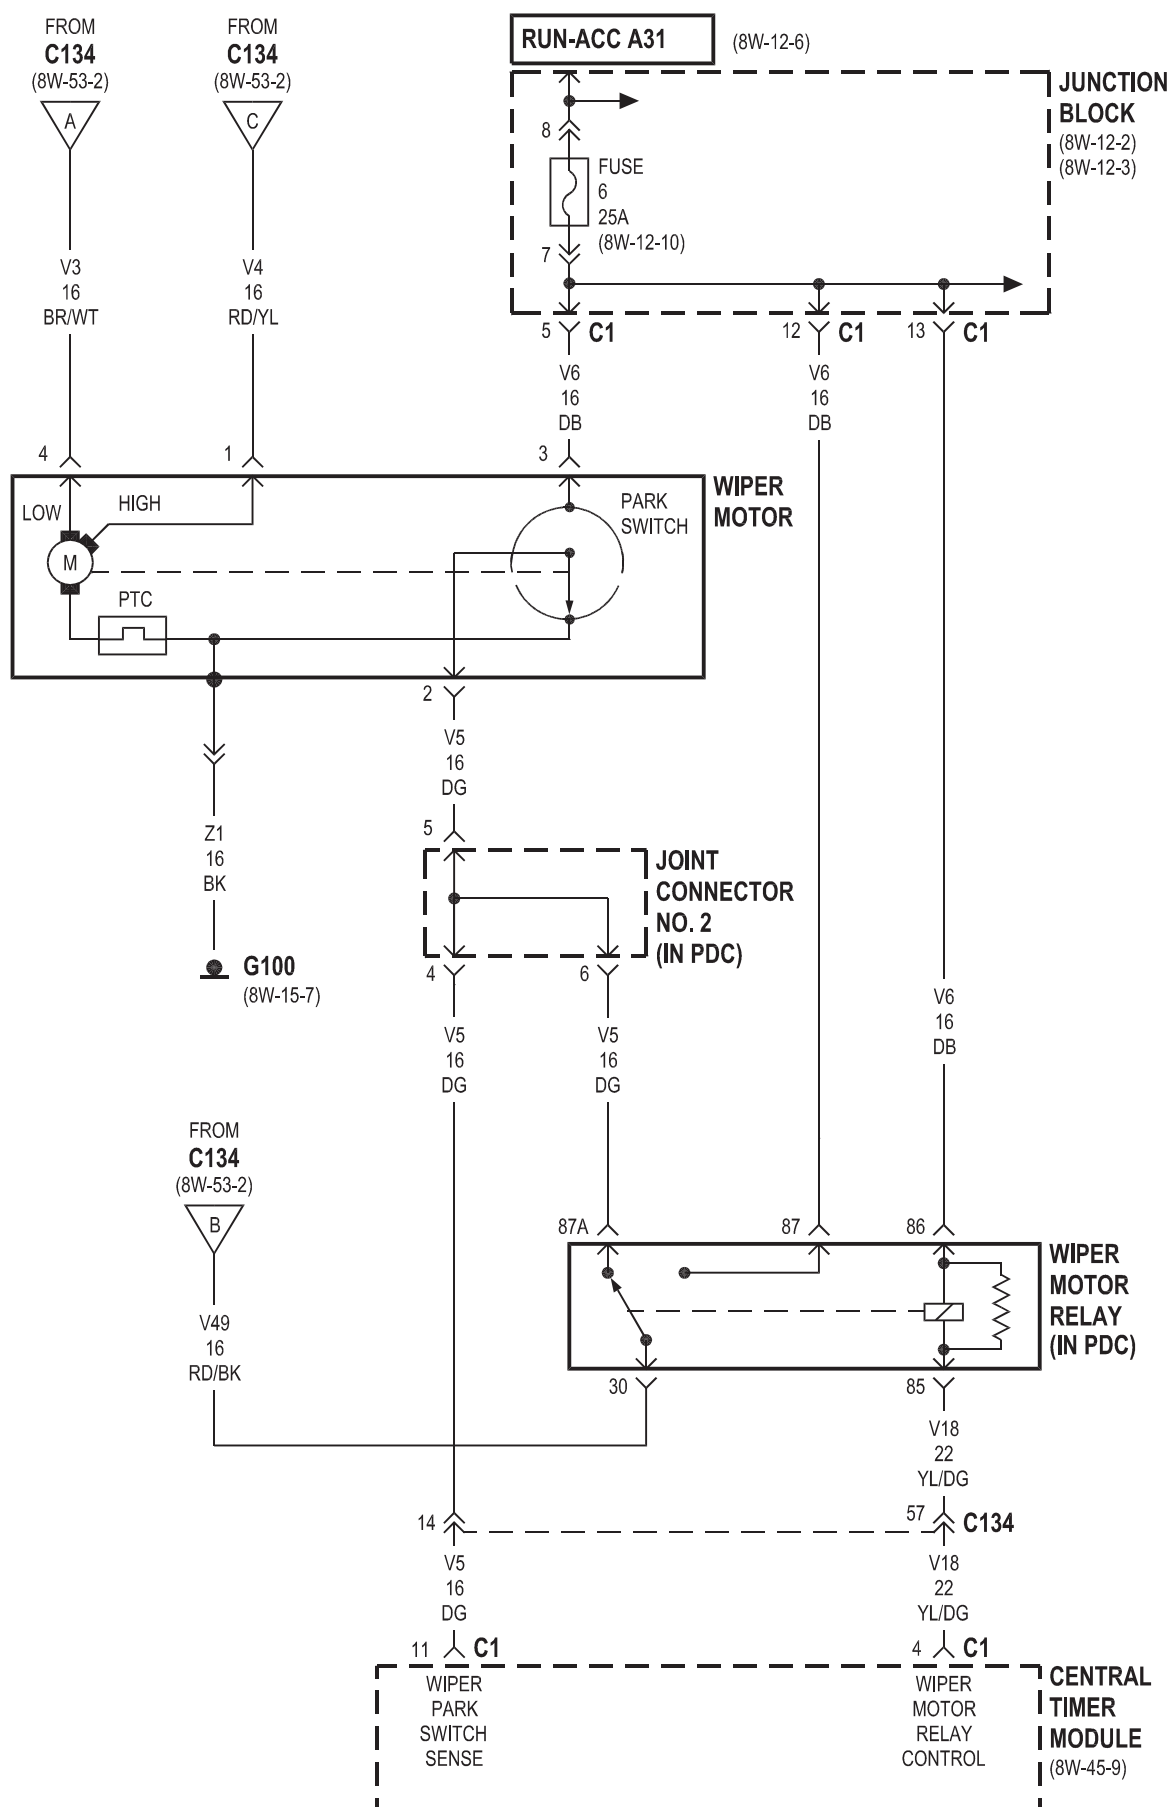 FROM
C134
(8W-53-2)
A
FROM
C134
(8W-53-2)
C
RUN-ACC A31
(8W-12-6)
JUNCTION
BLOCK
(8W-12-2)
(8W-12-3)
8
FUSE
6
25A
(8W-12-10)
7
V3
16
BR/WT
V4
16
RD/YL
5 C1
12 C1
13 C1
V6
16
DB
V6
16
DB
4
1
3
WIPER
MOTOR
LOW
HIGH
PARK
SWITCH
M
PTC
2
V5
16
DG
5
Z1
16
BK
JOINT
CONNECTOR
NO. 2
(IN PDC)
G100
(8W-15-7)
4
6
V5
16
DG
V5
16
DG
V6
16
DB
FROM
C134
(8W-53-2)
B
87A
87
86
WIPER
MOTOR
RELAY
(IN PDC)
V49
16
RD/BK
30
85
V18
22
YL/DG
14
57
C134
V5
16
DG
V18
22
YL/DG
11 C1
4 C1
WIPER
PARK
SWITCH
SENSE
WIPER
MOTOR
RELAY
CONTROL
CENTRAL
TIMER
MODULE
(8W-45-9)